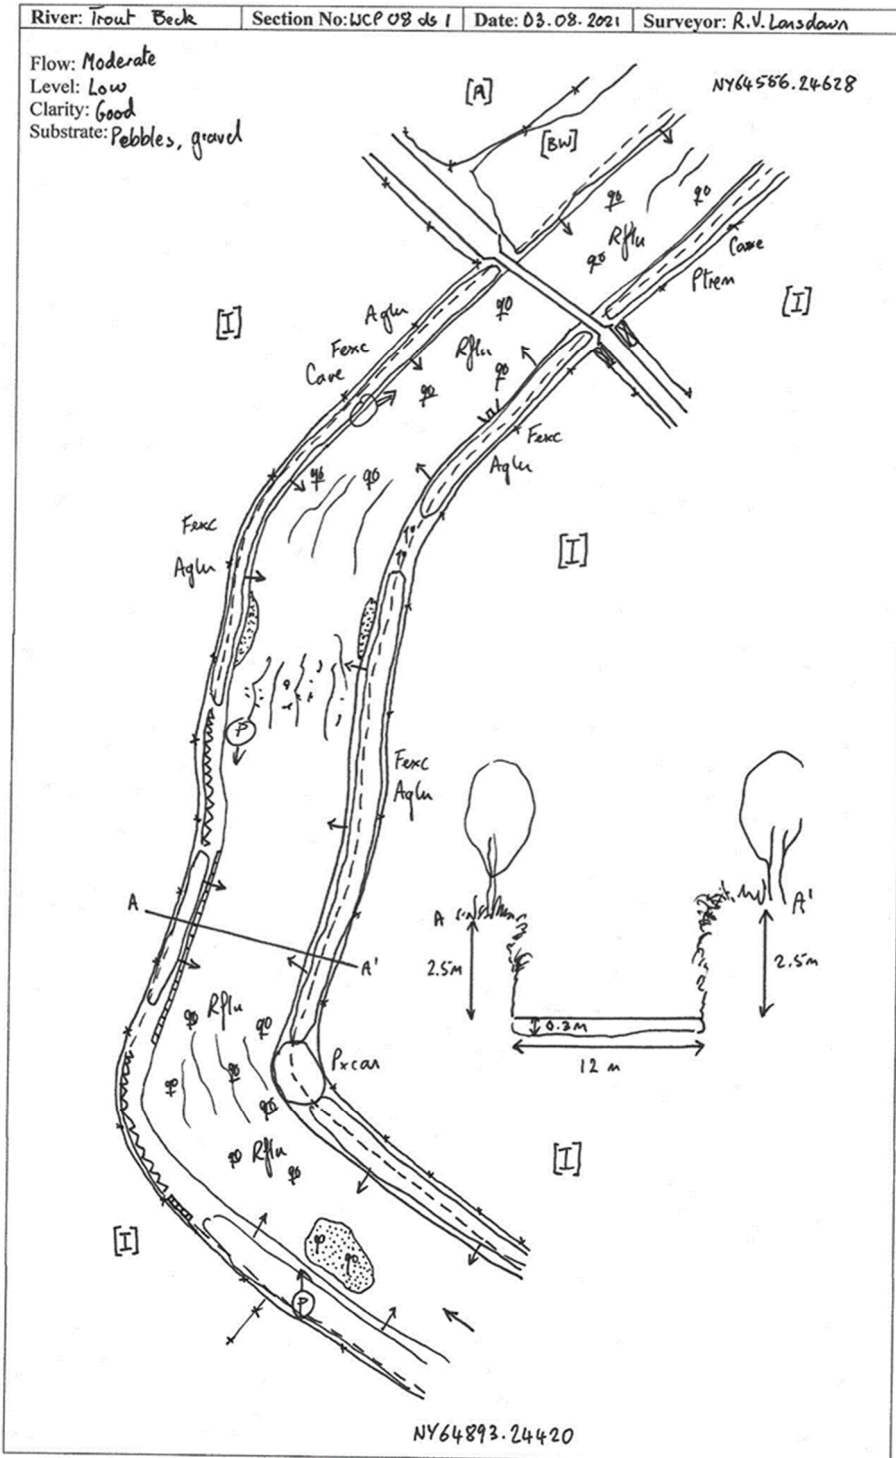 River: Trout Beck
Section No: WCP 08 ds 1
Date: 03.08.2021
Surveyor: R.V. Lansdown
Flow: Moderate
Level: Low
Clarity: Good
Substrate: Pebbles, gravel
[A]
NY64566.24628
[BW]
Rflu
Caxe
Ptrem
[I]
[I]
Aglu
Fexc
Cave
Rflu
Fexc
Aglu
Fexc
Aglu
[I]
P
Fexc
Aglu
A
A'
A
A'
2.5m
2.5m
0.3m
12 m
Rflu
Pxcan
Rflu
[I]
[I]
P
NY64893.24420